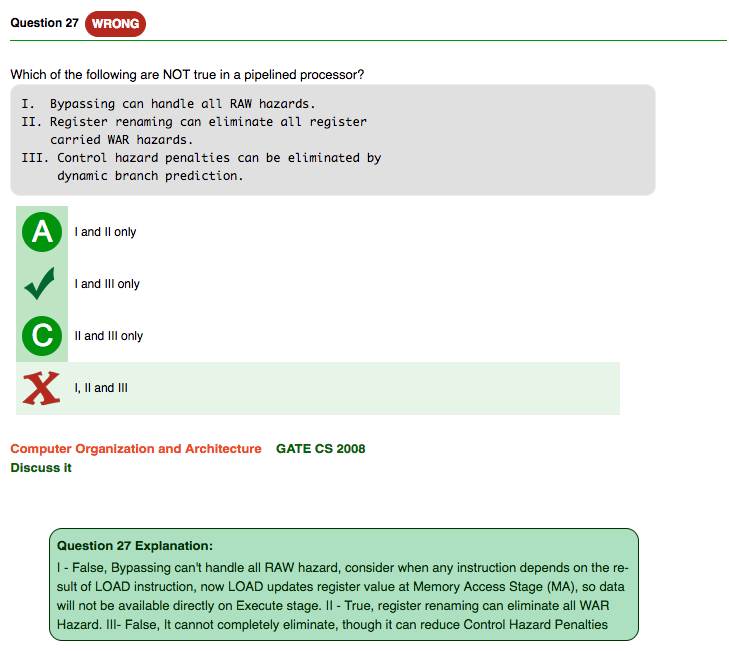 Question 27 WRONG
Which of the following are NOT true in a pipelined processor?
I. Bypassing can handle all RAW hazards.
II. Register renaming can eliminate all register
carried WAR hazards.
III. Control hazard penalties can be eliminated by
dynamic branch prediction.
A I and II only
I and III only
C II and III only
I, II and III
Computer Organization and Architecture GATE CS 2008
Discuss it
Question 27 Explanation:
I - False, Bypassing can't handle all RAW hazard, consider when any instruction depends on the re-
sult of LOAD instruction, now LOAD updates register value at Memory Access Stage (MA), so data
will not be available directly on Execute stage. II - True, register renaming can eliminate all WAR
Hazard. III- False, It cannot completely eliminate, though it can reduce Control Hazard Penalties